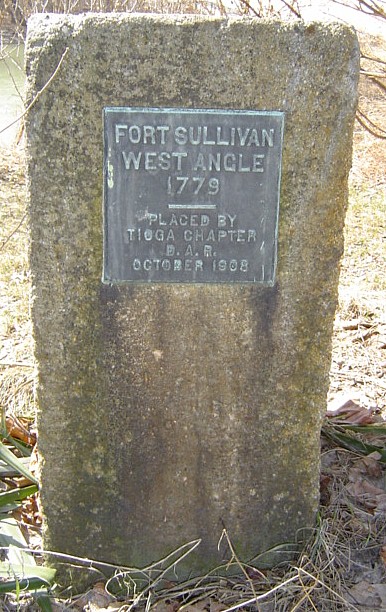 FORT SULLIVAN
WEST ANGLE
1779
PLACED BY
TIOGA CHAPTER
D. A. R.
OCTOBER 1908